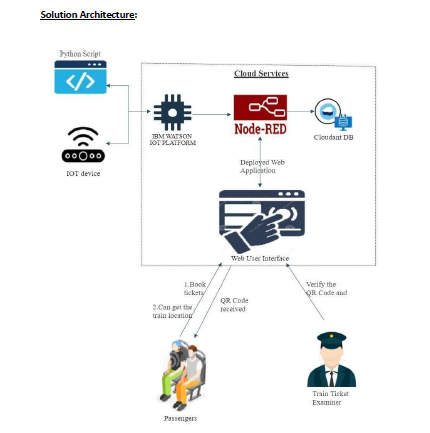 Solution Architecture:
Python Script
Cloud Services
</>
IBM WATSON
IOT PLATFORM
Node-RED
Cloudant DB
IOT device
Deployed Web
Application
Web User Interface
1.Book
tickets
2.Can get the
train location
QR Code
received
Verify the
QR Code and
Passengers
Train Ticket
Examiner